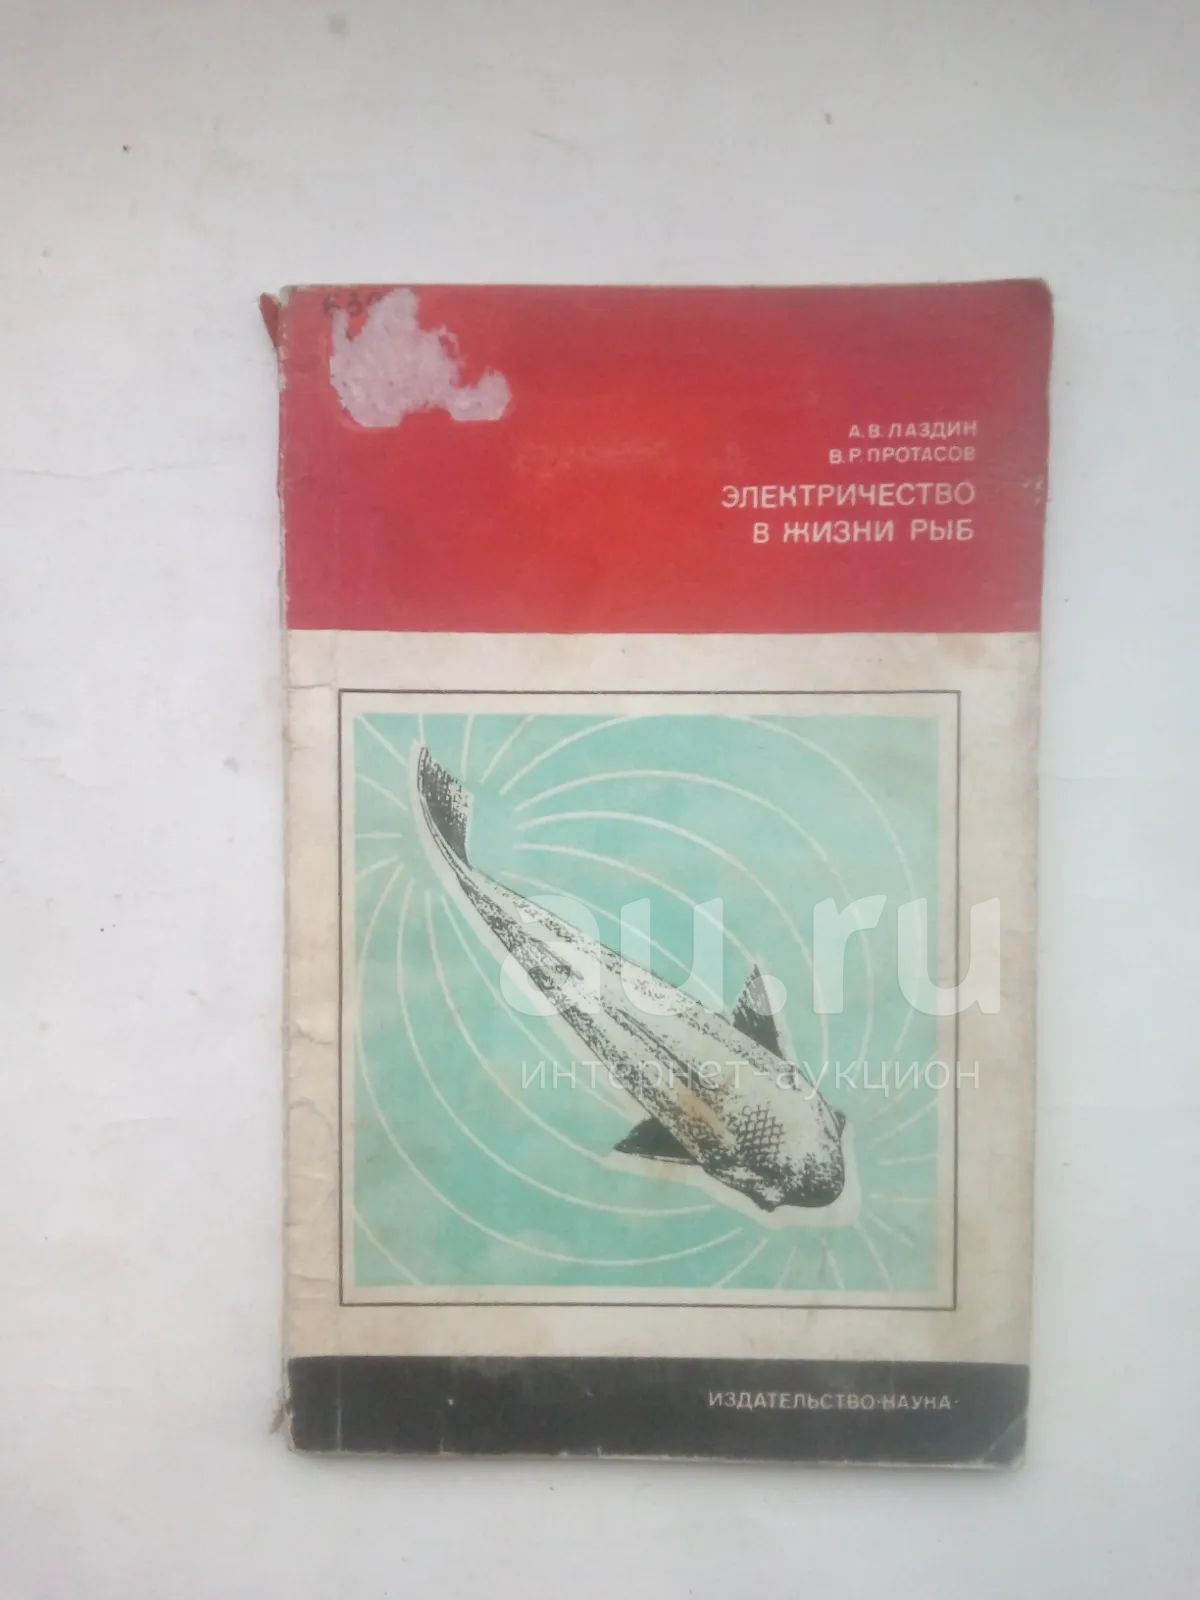 А. В. ЛАЗДИН
В. Р. ПРОТАСОВ
ЭЛЕКТРИЧЕСТВО
В ЖИЗНИ РЫБ
au.ru
интернет-аукцион
ИЗДАТЕЛЬСТВО «НАУКА»